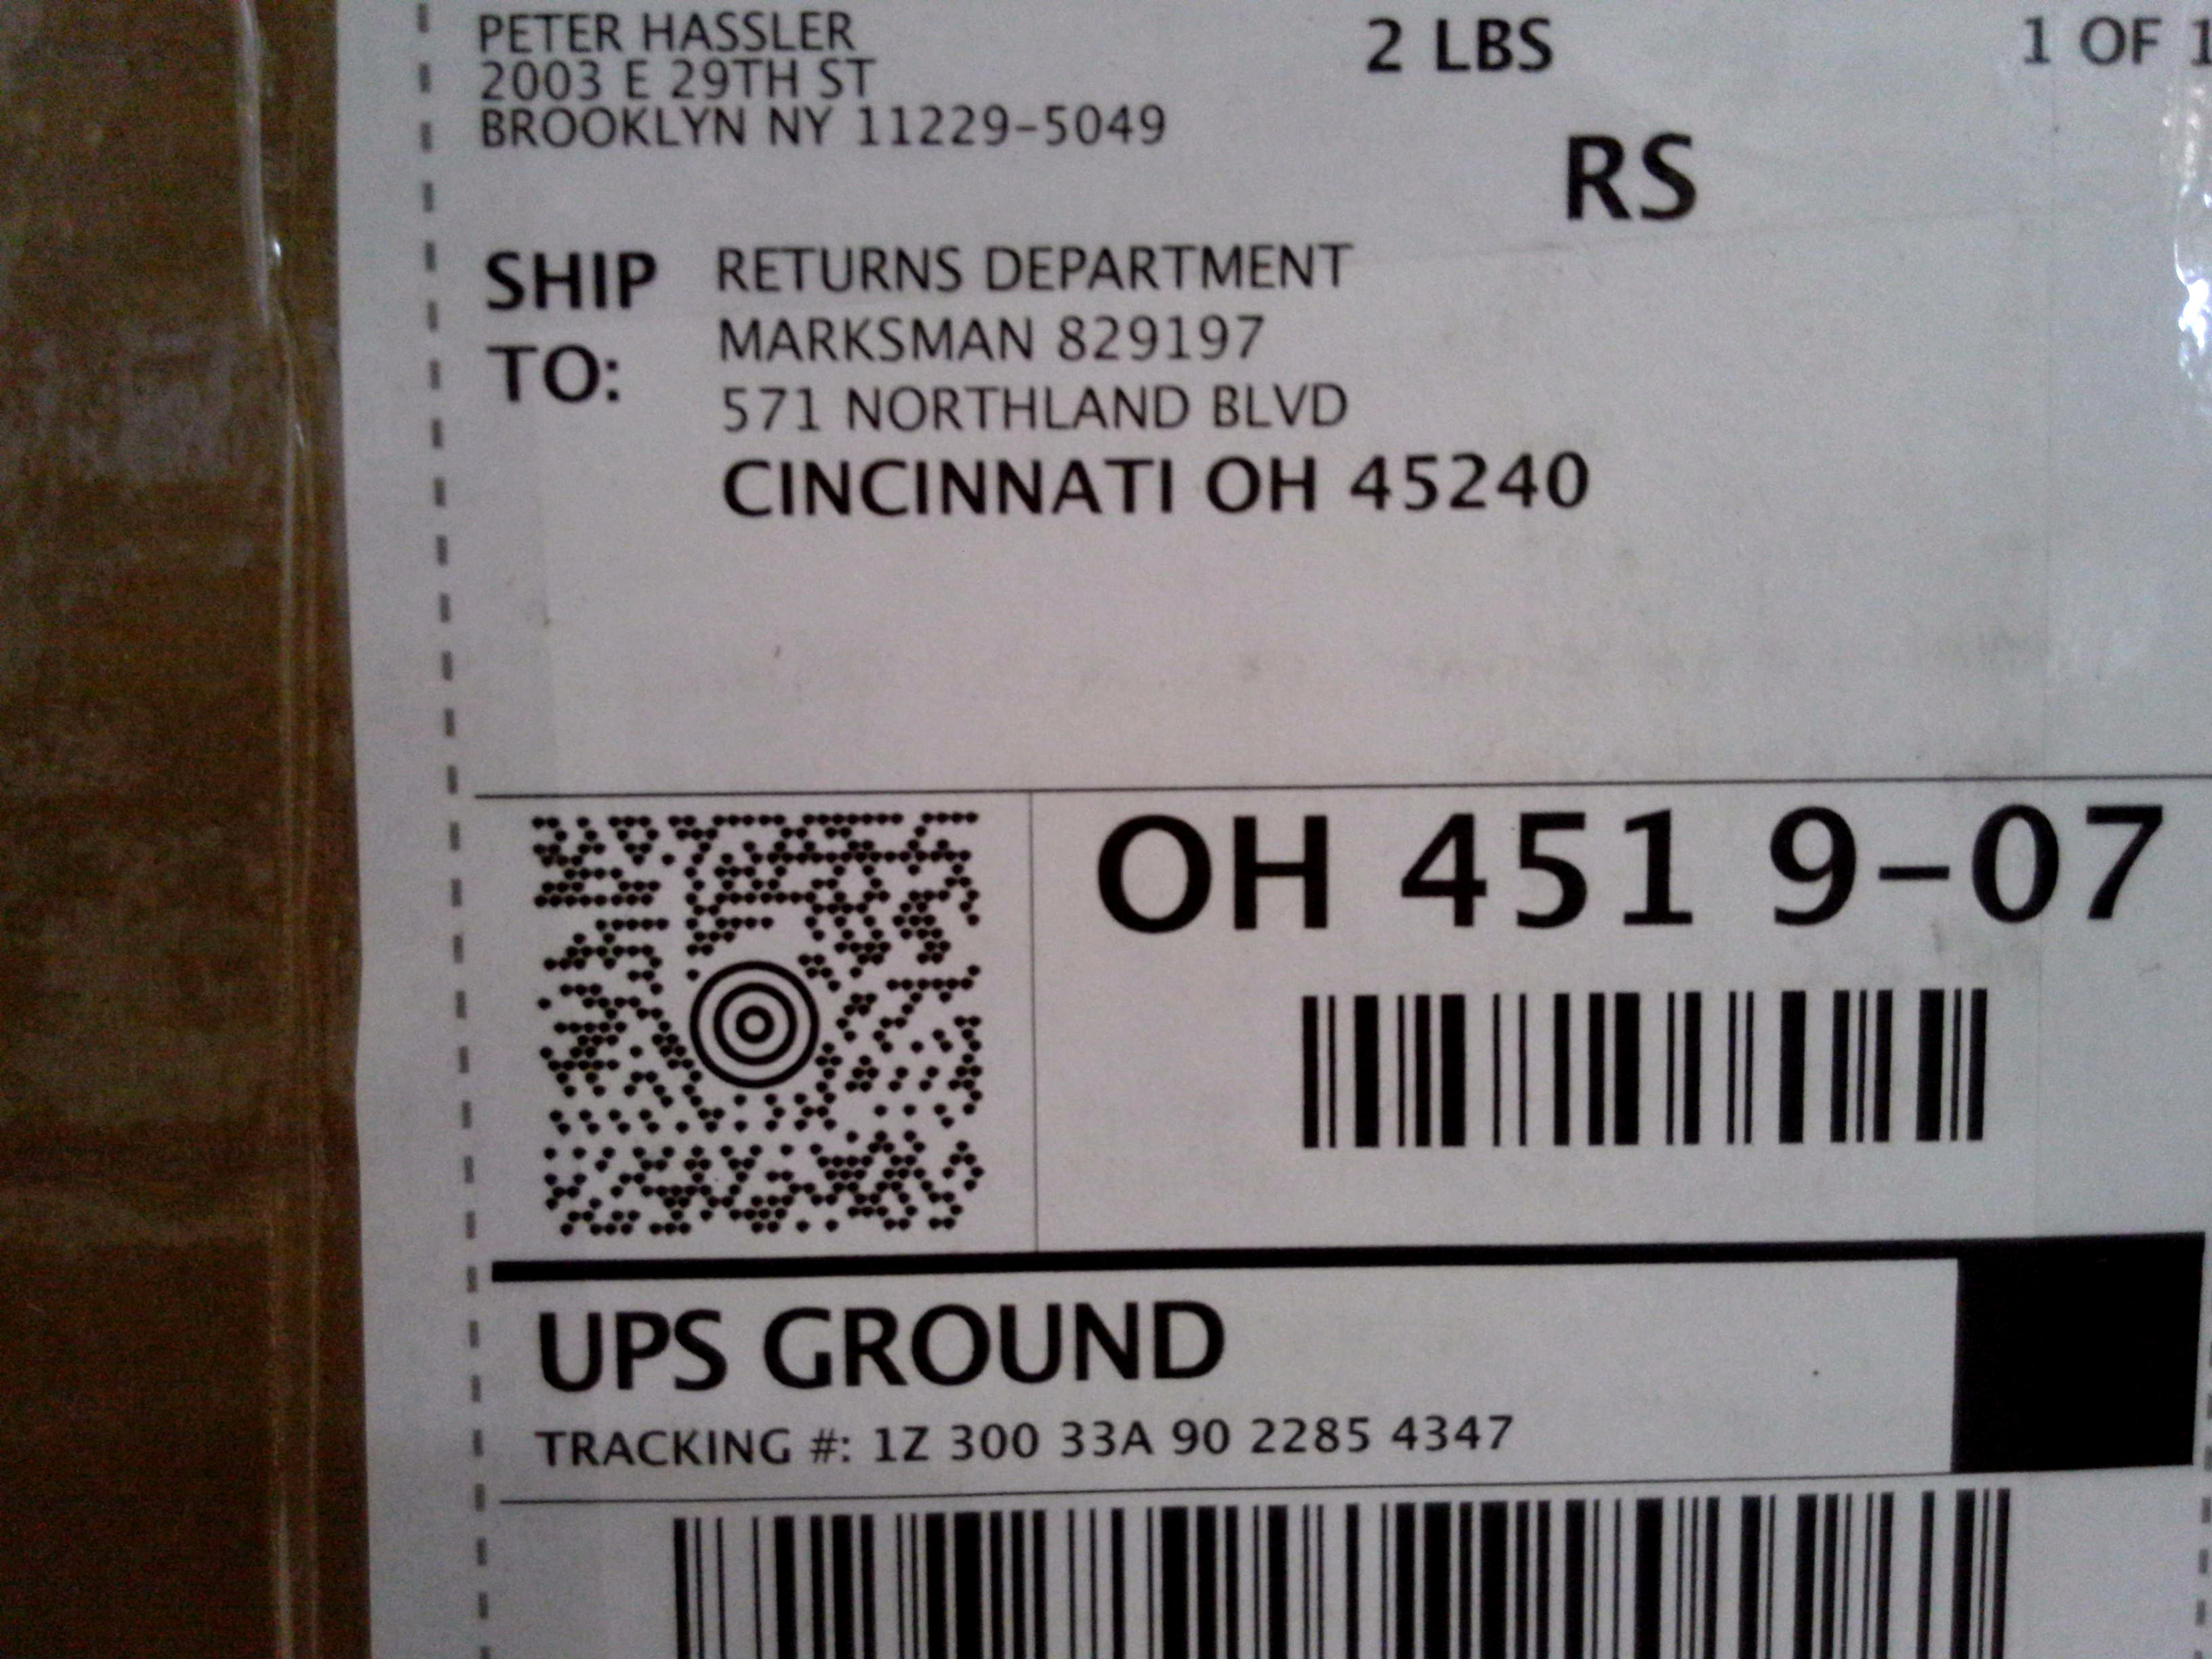 PETER HASSLER
2003 E 29TH ST
BROOKLYN NY 11229-5049
2 LBS
1 OF 1
RS
SHIP TO:
RETURNS DEPARTMENT
MARKSMAN 829197
571 NORTHLAND BLVD
CINCINNATI OH 45240
OH 451 9-07
UPS GROUND
TRACKING #: 1Z 300 33A 90 2285 4347